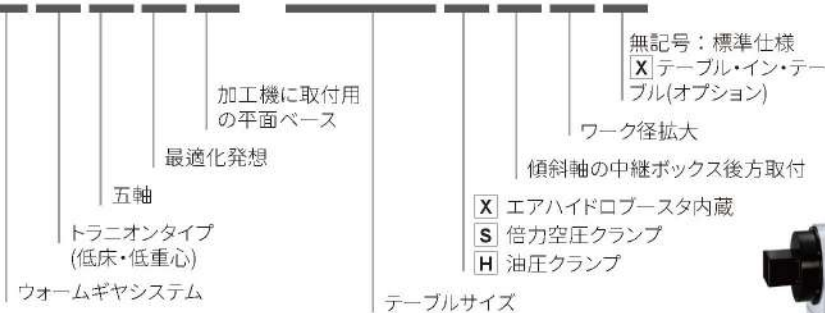 無記号：標準仕様
X テーブル・イン・テー
ブル(オプション)
加工機に取付用
の平面ベース
ワーク径拡大
最適化発想
傾斜軸の中継ボックス後方取付
五軸
X エアハイドロブースタ内蔵
トラニオンタイプ
(低床・低重心)
S 倍力空圧クランプ
H 油圧クランプ
ウォームギヤシステム
テーブルサイズ